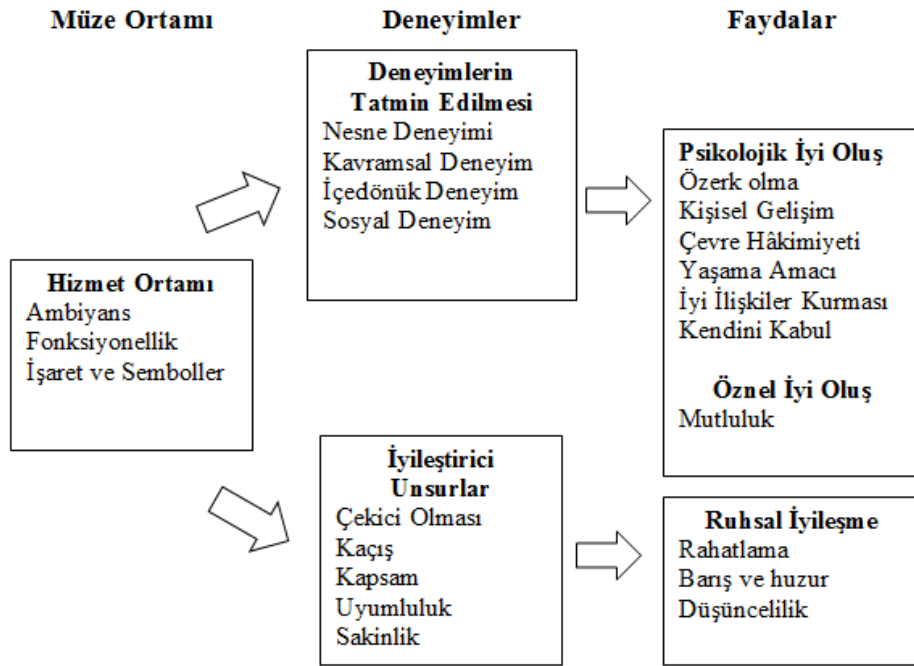 Müze Ortamı
Deneyimler
Faydalar
Hizmet Ortamı
Ambiyans
Fonksiyonellik
İşaret ve Semboller
Deneyimlerin
Tatmin Edilmesi
Nesne Deneyimi
Kavramsal Deneyim
İçedönük Deneyim
Sosyal Deneyim
İyileştirici
Unsurlar
Çekici Olması
Kaçış
Kapsam
Uyumluluk
Sakinlik
Psikolojik İyi Oluş
Özerk olma
Kişisel Gelişim
Çevre Hâkimiyeti
Yaşama Amacı
İyi İlişkiler Kurması
Kendini Kabul
Öznel İyi Oluş
Mutluluk
Ruhsal İyileşme
Rahatlama
Barış ve huzur
Düşüncelilik